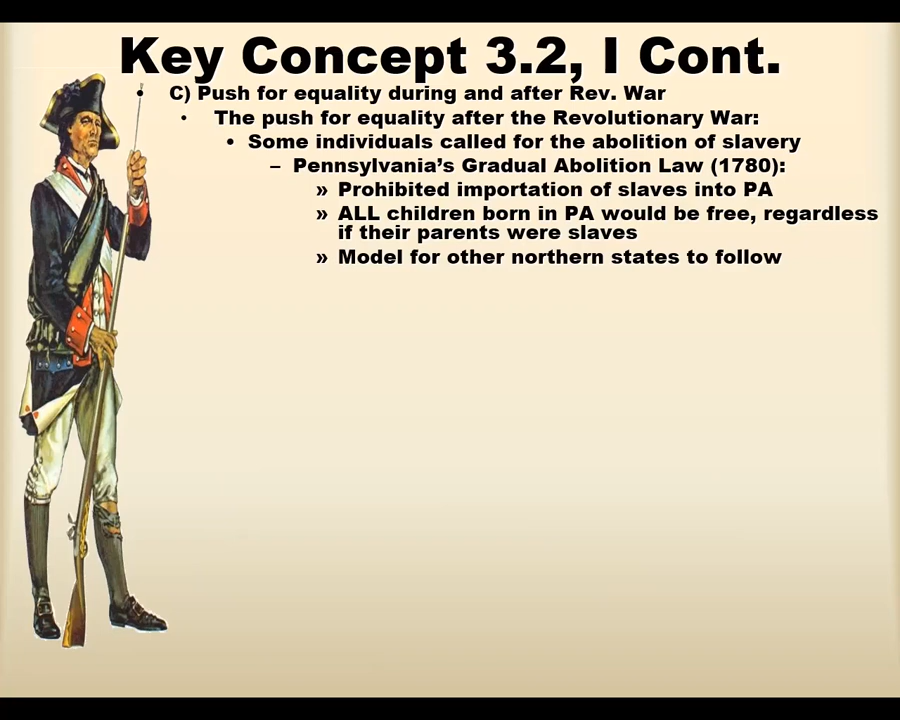 Key Concept 3.2, I Cont.
• C) Push for equality during and after Rev. War
• The push for equality after the Revolutionary War:
• Some individuals called for the abolition of slavery
– Pennsylvania’s Gradual Abolition Law (1780):
» Prohibited importation of slaves into PA
» ALL children born in PA would be free, regardless
if their parents were slaves
» Model for other northern states to follow